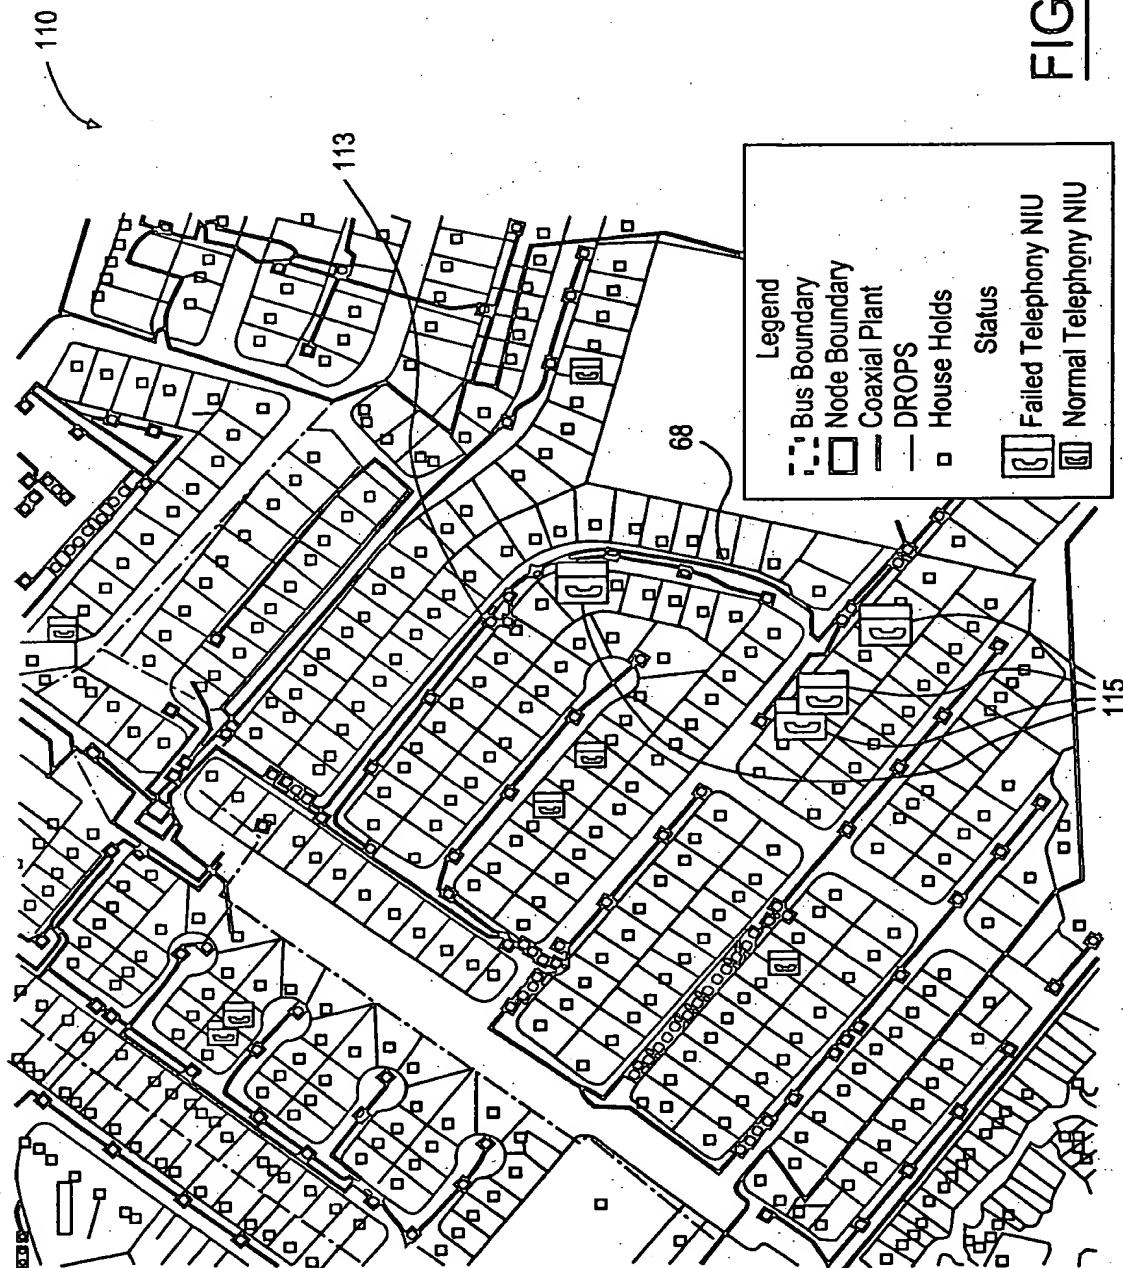 110
FIG
113
68
Legend
Bus Boundary
Node Boundary
Coaxial Plant
DROPS
House Holds
Status
Failed Telephony NIU
Normal Telephony NIU
115